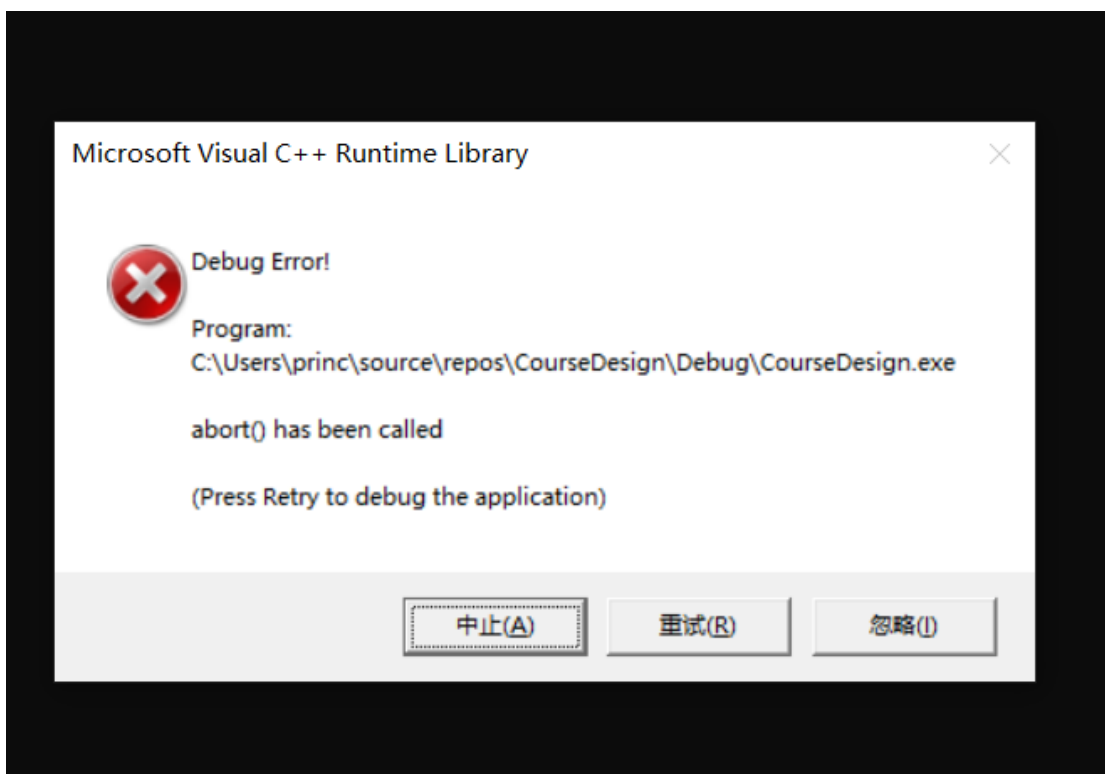 Microsoft Visual C++ Runtime Library
Debug Error!
Program:
C:\Users\princ\source\repos\CourseDesign\Debug\CourseDesign.exe
abort() has been called
(Press Retry to debug the application)
中止(A)
重试(R)
忽略(I)